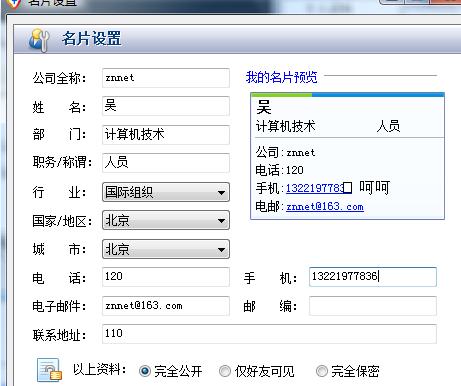 名片设置
名片设置
公司全称: znnet
我的名片预览
姓 名: 吴
吴
部 门: 计算机技术
计算机技术 人员
职务/称谓: 人员
公司:znnet
行 业: 国际组织
电话:120
手机:132219778 呵呵
国家/地区: 北京
电邮:znnet@163.com
城 市: 北京
电 话: 120 手 机: 13221977836
电子邮件: znnet@163.com 邮 编:
联系地址: 110
以上资料: 完全公开 仅好友可见 完全保密